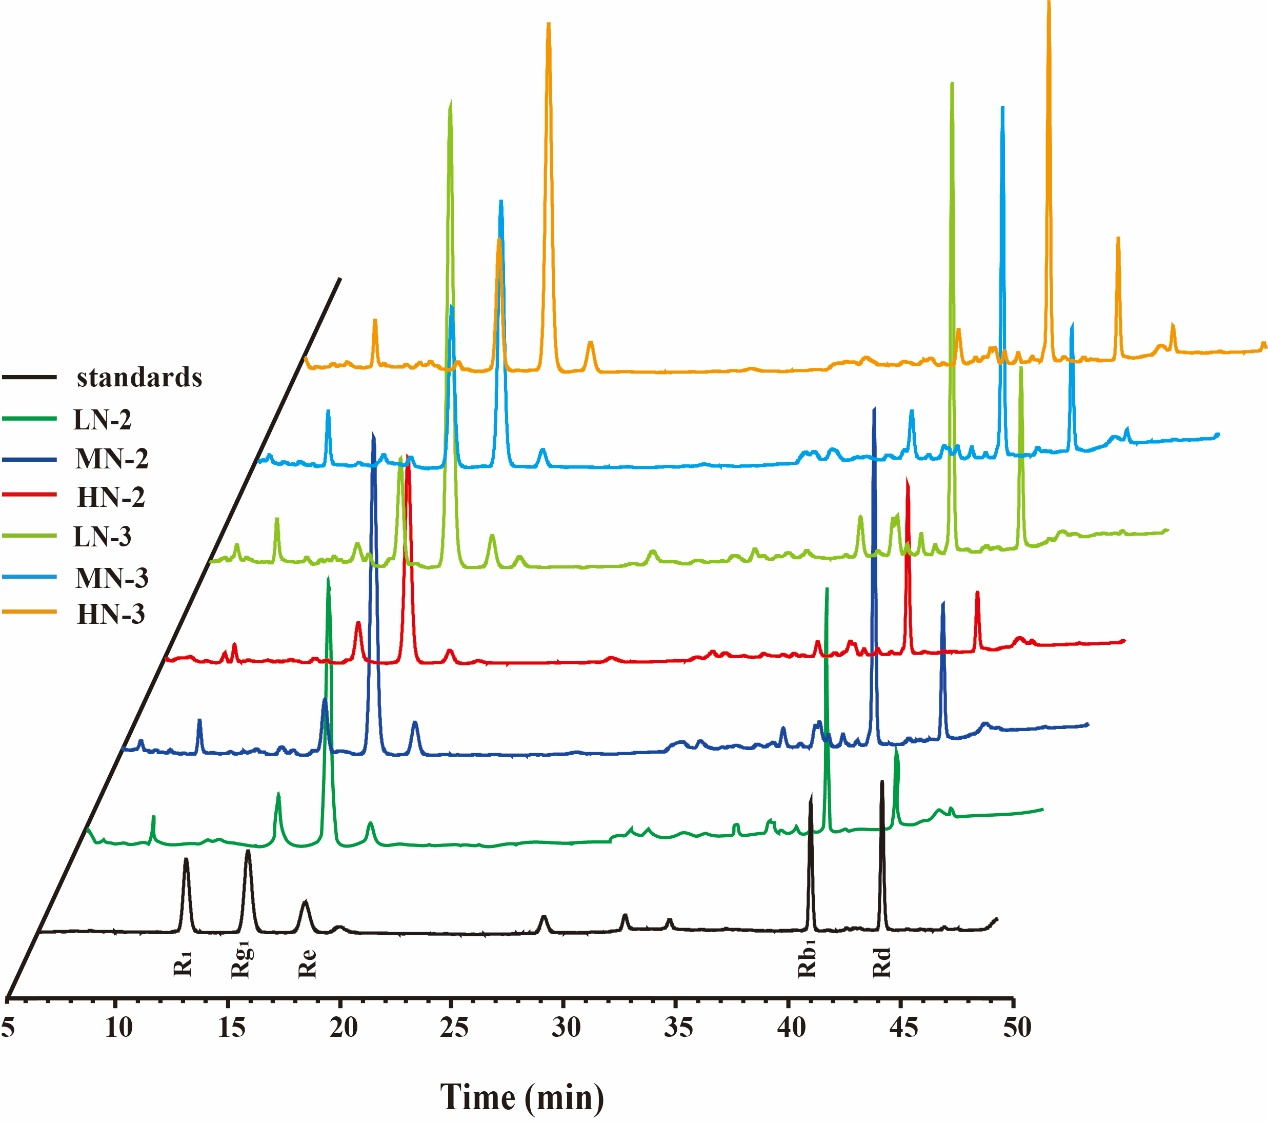 standards
LN-2
MN-2
HN-2
LN-3
MN-3
HN-3
R₁
Rg₁
Re
Rb₁
Rd
5 10 15 20 25 30 35 40 45 50
Time (min)